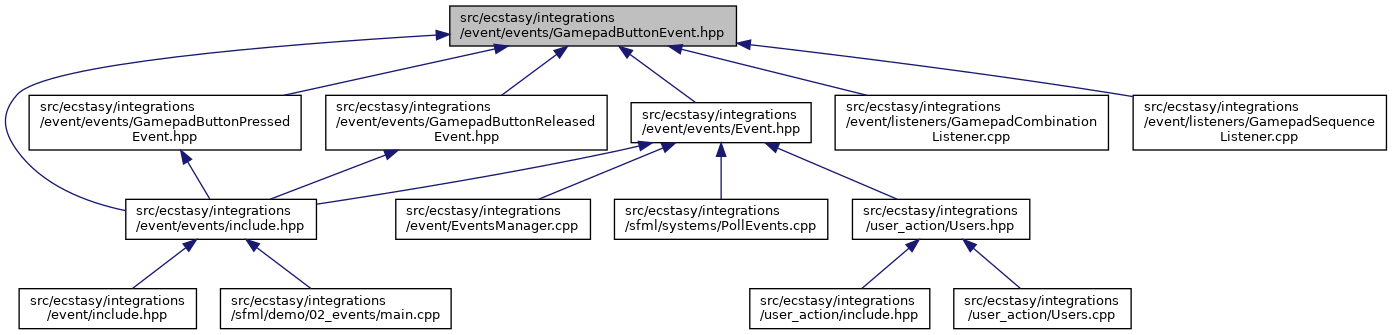 src/ecstasy/integrations
/event/events/GamepadButtonEvent.hpp
src/ecstasy/integrations
/event/events/GamepadButtonPressed
Event.hpp
src/ecstasy/integrations
/event/events/GamepadButtonReleased
Event.hpp
src/ecstasy/integrations
/event/events/Event.hpp
src/ecstasy/integrations
/event/listeners/GamepadCombination
Listener.cpp
src/ecstasy/integrations
/event/listeners/GamepadSequence
Listener.cpp
src/ecstasy/integrations
/event/events/include.hpp
src/ecstasy/integrations
/event/EventsManager.cpp
src/ecstasy/integrations
/sfml/systems/PollEvents.cpp
src/ecstasy/integrations
/user_action/Users.hpp
src/ecstasy/integrations
/event/include.hpp
src/ecstasy/integrations
/sfml/demo/02_events/main.cpp
src/ecstasy/integrations
/user_action/include.hpp
src/ecstasy/integrations
/user_action/Users.cpp